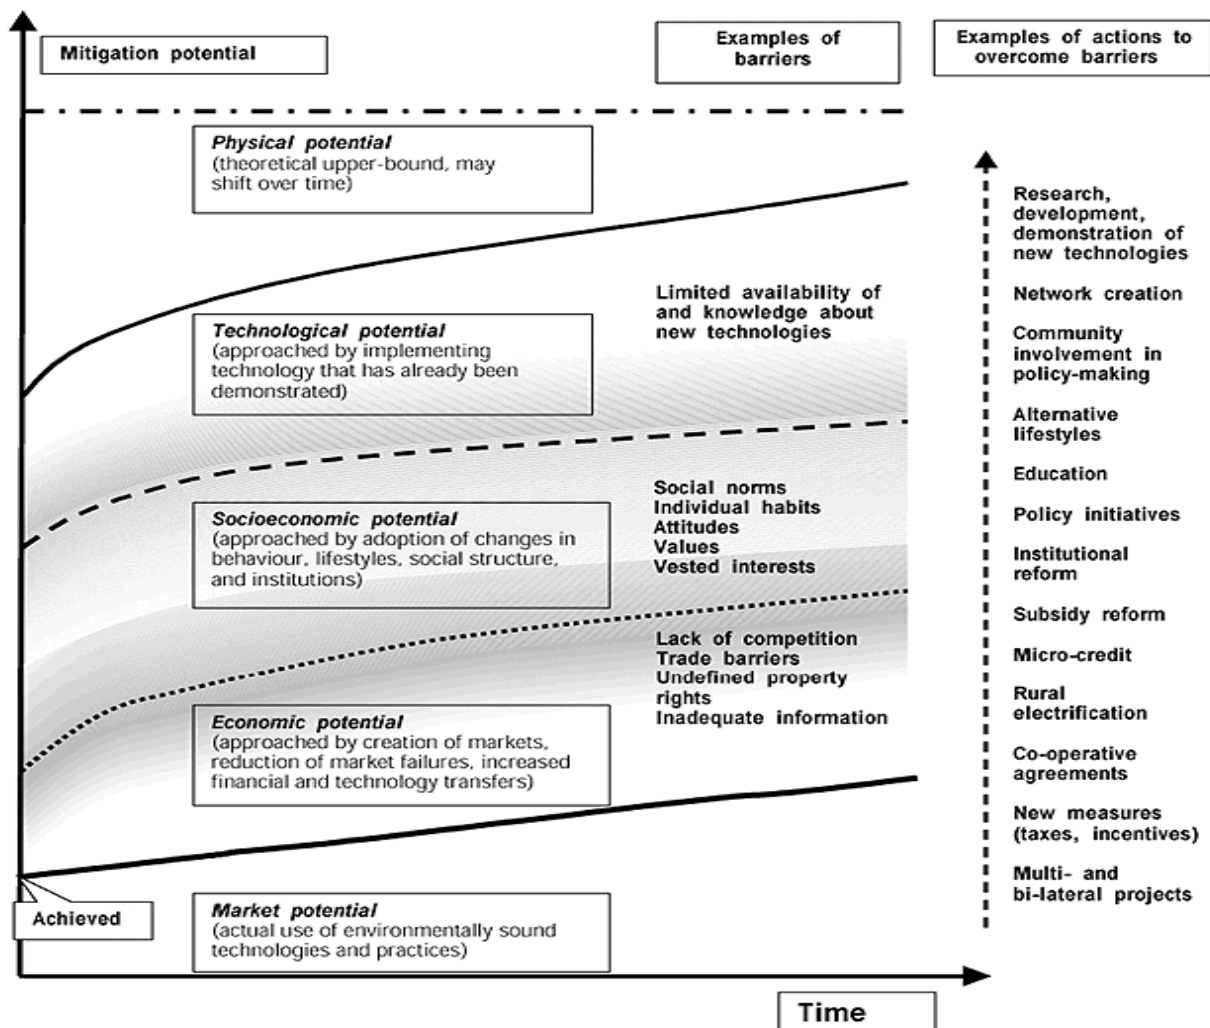 Mitigation potential
Examples of
barriers
Examples of actions to
overcome barriers
Physical potential
(theoretical upper-bound, may
shift over time)
Technological potential
(approached by implementing
technology that has already been
demonstrated)
Socioeconomic potential
(approached by adoption of changes in
behaviour, lifestyles, social structure,
and institutions)
Economic potential
(approached by creation of markets,
reduction of market failures, increased
financial and technology transfers)
Market potential
(actual use of environmentally sound
technologies and practices)
Achieved
Limited availability of
and knowledge about
new technologies
Social norms
Individual habits
Attitudes
Values
Vested interests
Lack of competition
Trade barriers
Undefined property
rights
Inadequate information
Research,
development,
demonstration of
new technologies
Network creation
Community
involvement in
policy-making
Alternative
lifestyles
Education
Policy initiatives
Institutional
reform
Subsidy reform
Micro-credit
Rural
electrification
Co-operative
agreements
New measures
(taxes, incentives)
Multi- and
bi-lateral projects
Time